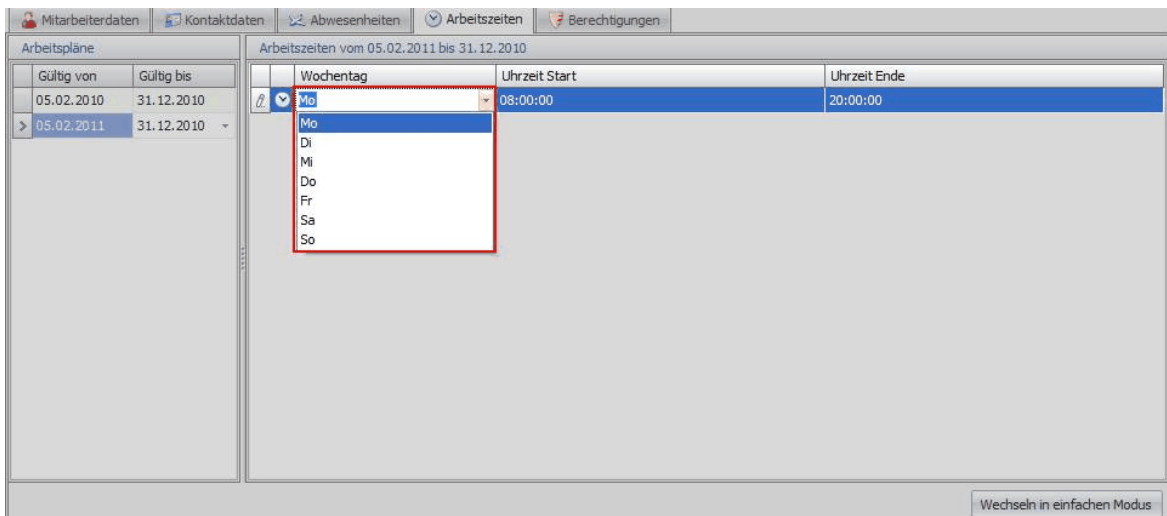 Mitarbeiterdaten Kontaktdaten Abwesenheiten Arbeitszeiten Berechtigungen
Arbeitspläne Arbeitszeiten vom 05.02.2011 bis 31.12.2010
Gültig von Gültig bis Wochentag Uhrzeit Start Uhrzeit Ende
05.02.2010 31.12.2010 Mo 08:00:00 20:00:00
05.02.2011 31.12.2010 Mo
Di
Mi
Do
Fr
Sa
So
Wechseln in einfachen Modus